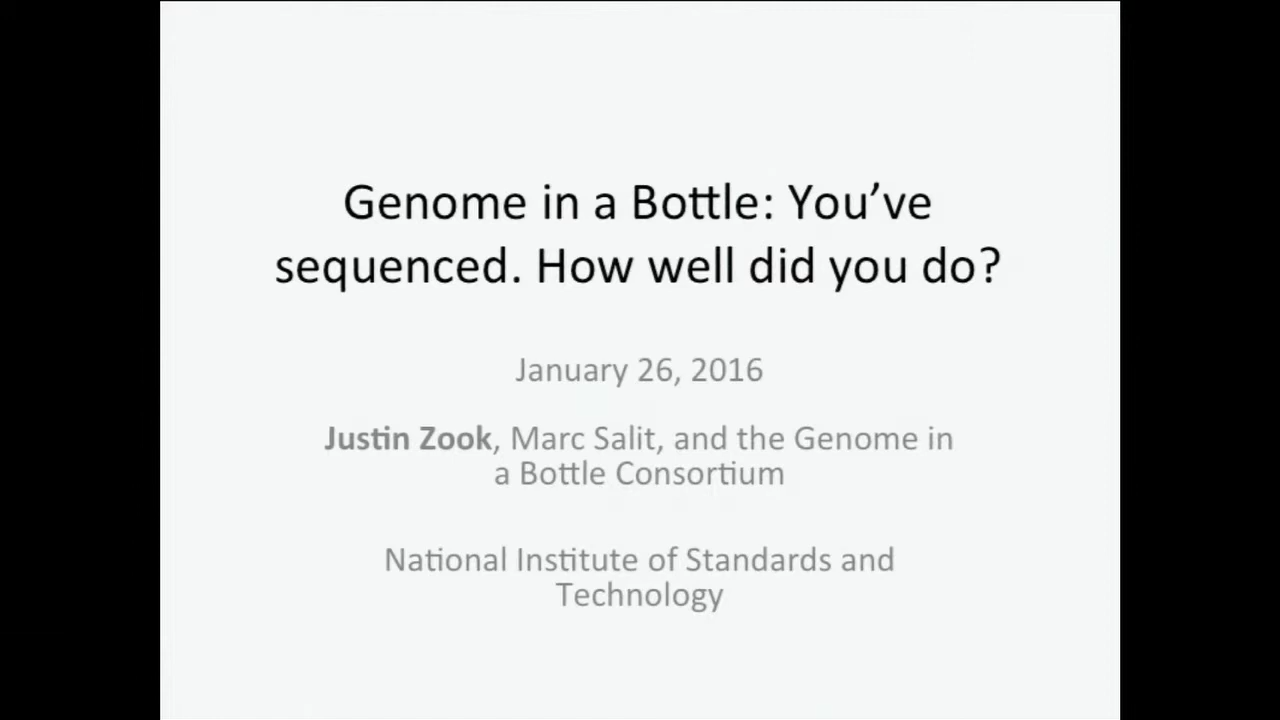 Genome in a Bottle: You’ve
sequenced. How well did you do?
January 26, 2016
Justin Zook, Marc Salit, and the Genome in
a Bottle Consortium
National Institute of Standards and
Technology